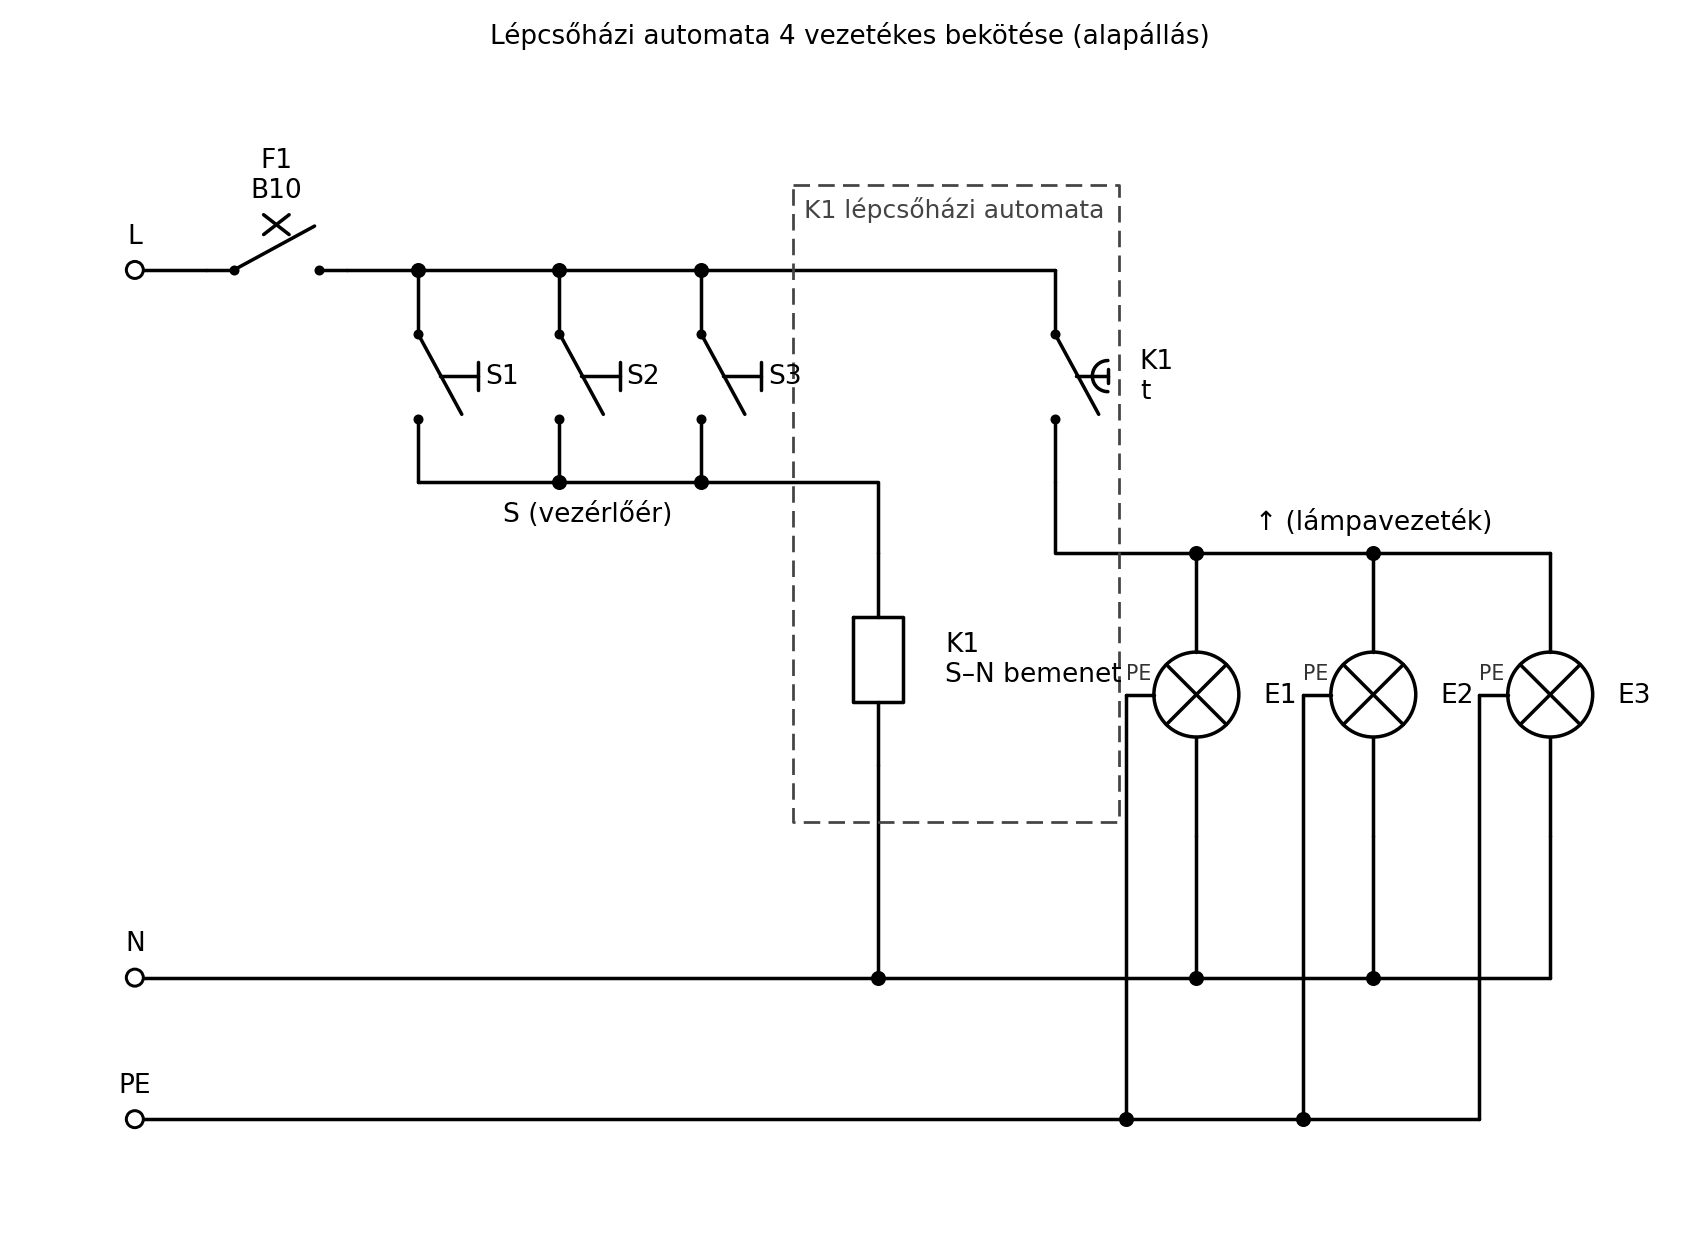 Lépcsőházi automata 4 vezetékes bekötése (alapállás)
F1
B10
K1 lépcsőházi automata
L
S1
S2
S3
K1
t
S (vezérlőér)
↑ (lámpavezeték)
K1
S–N bemenet
PE
PE
PE
E1
E2
E3
N
PE